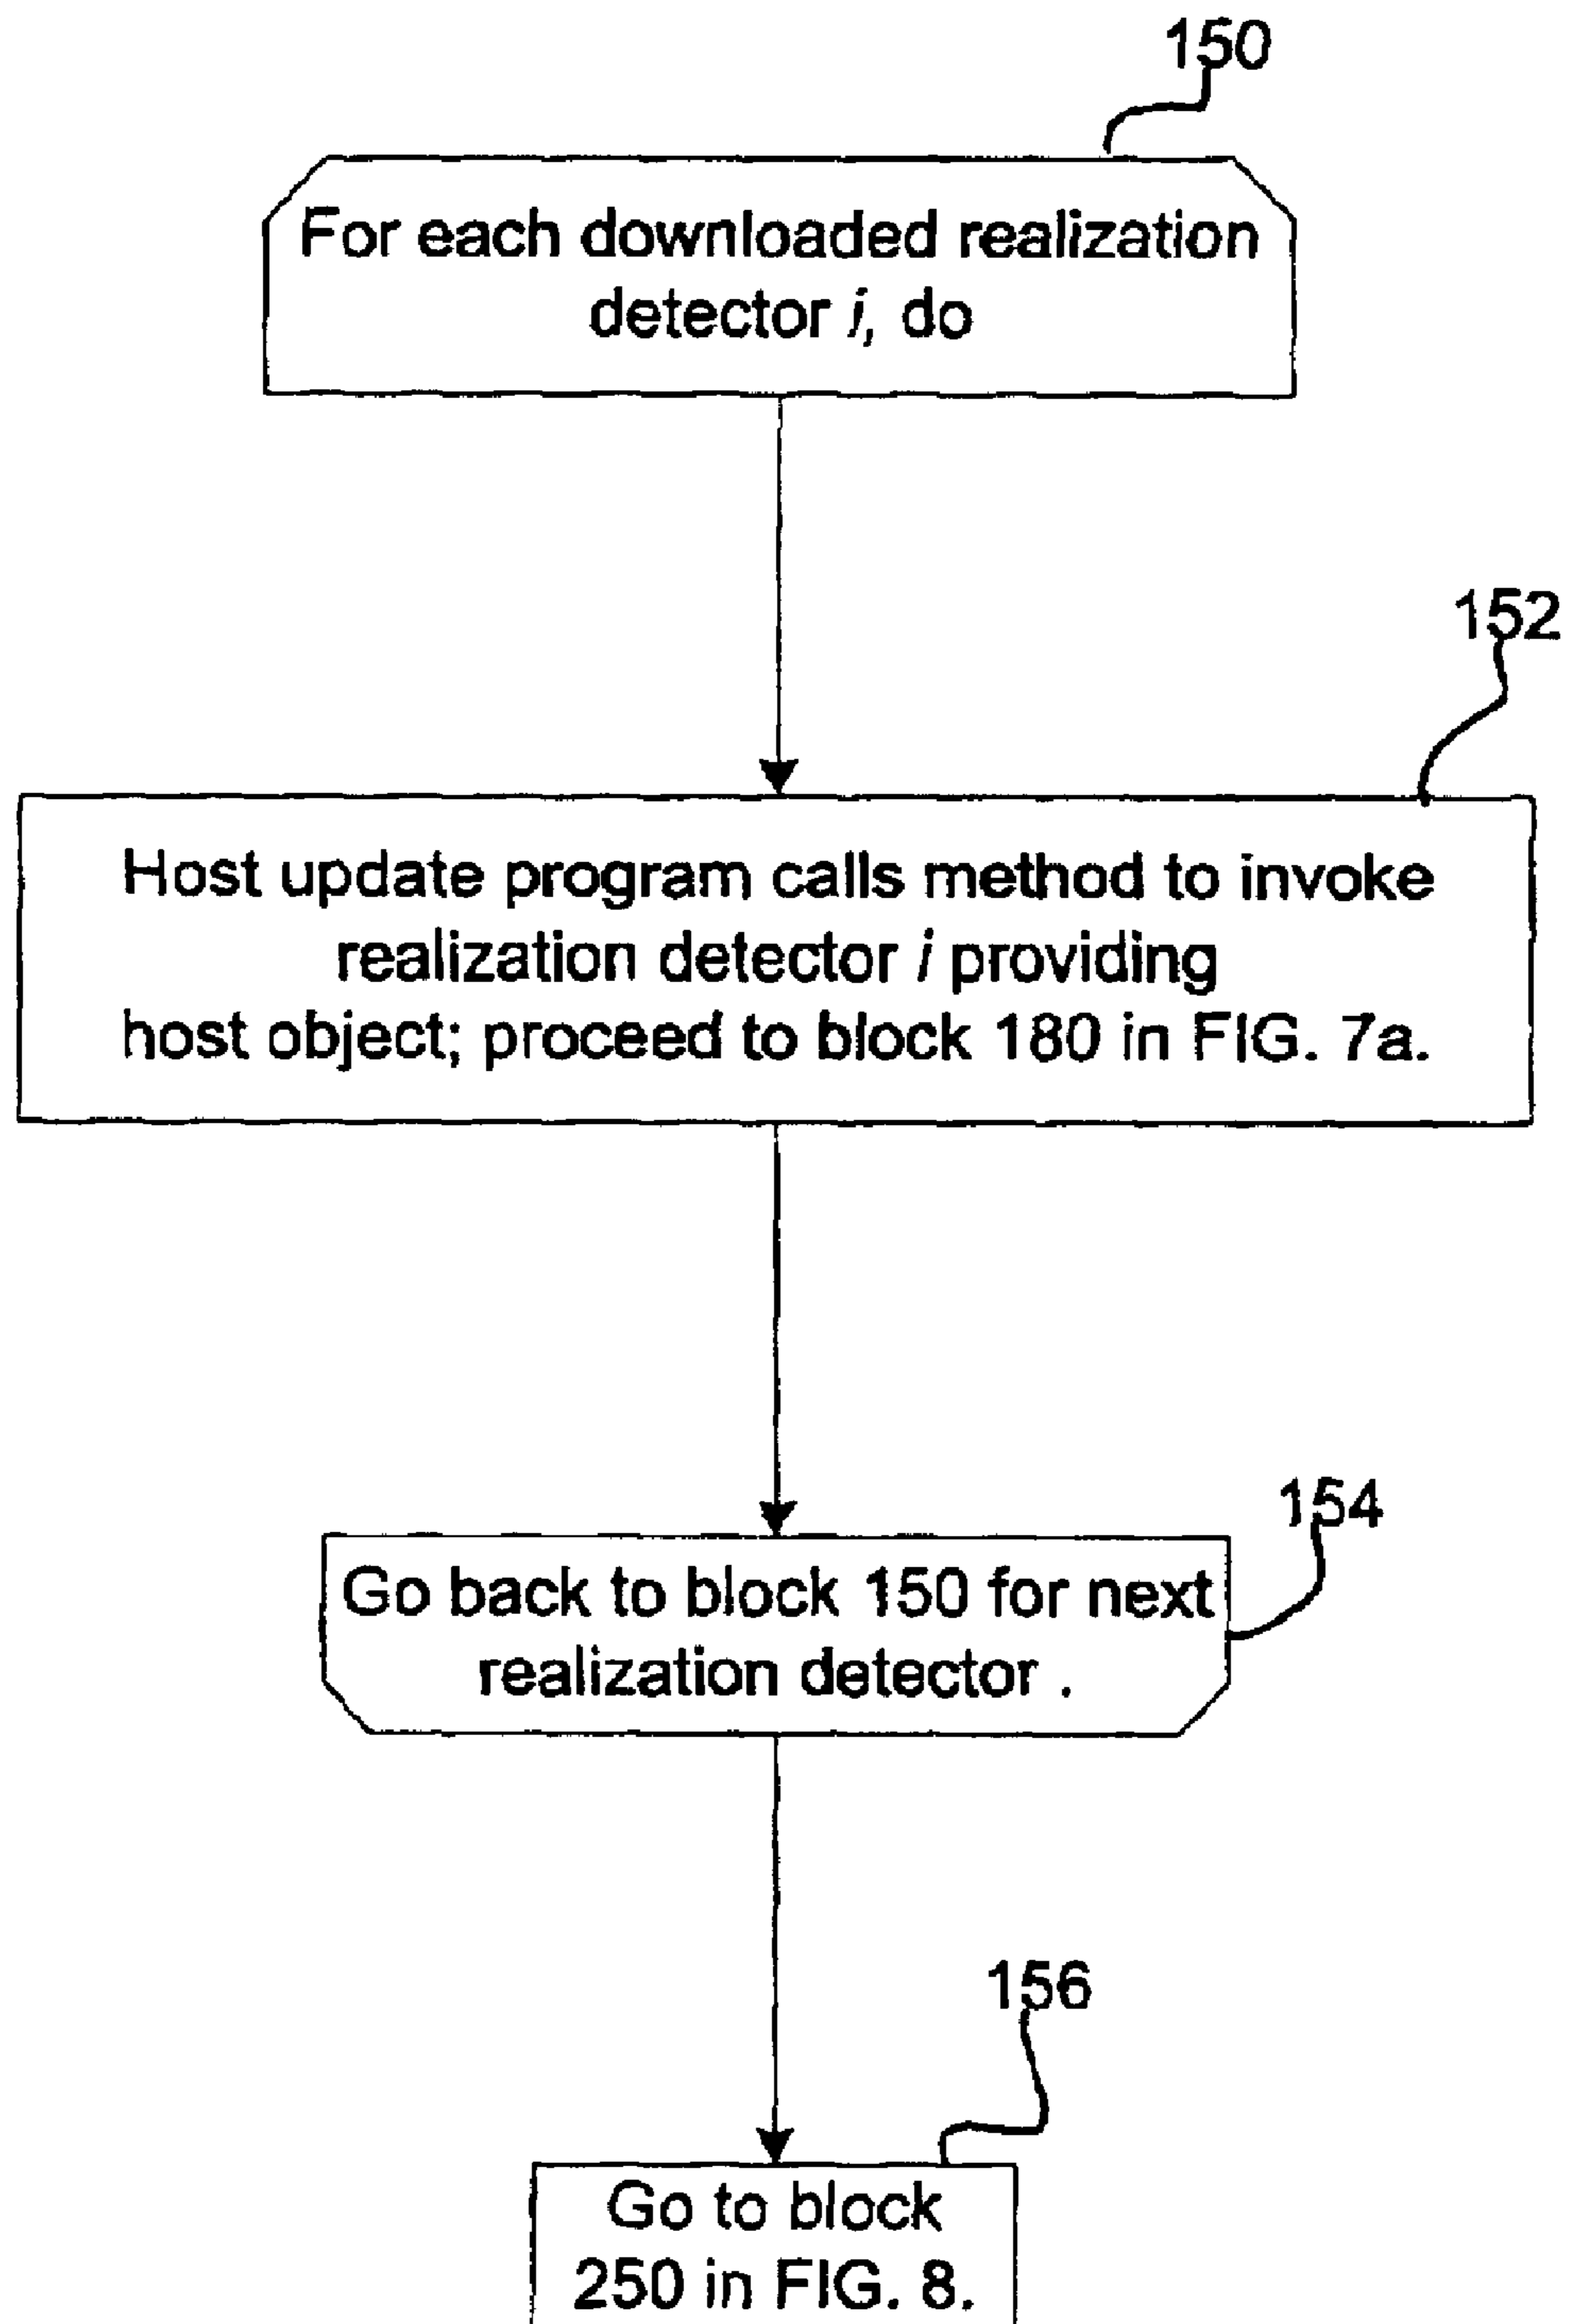 150
For each downloaded realization
detector i, do
152
Host update program calls method to invoke
realization detector i providing
host object; proceed to block 180 in FIG. 7a.
154
Go back to block 150 for next
realization detector .
156
Go to block
250 in FIG. 8.